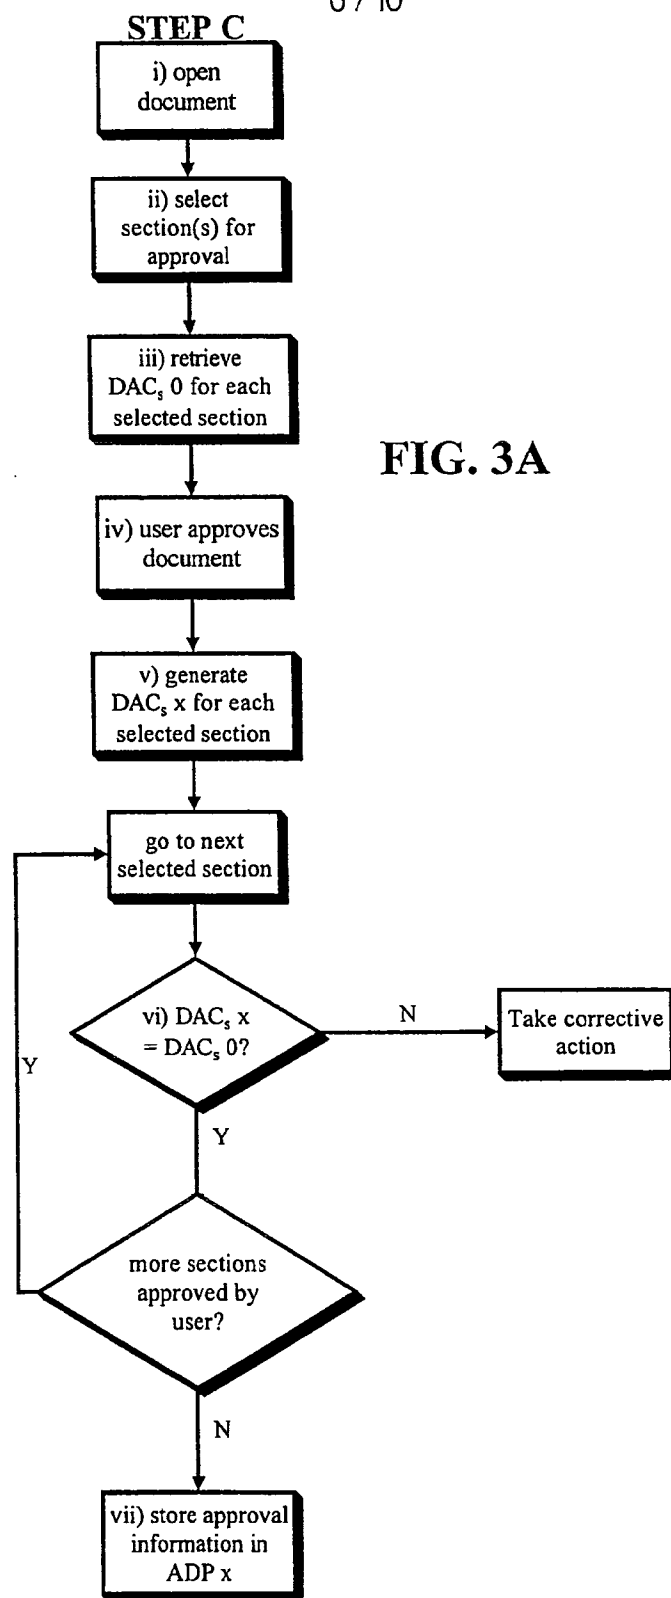 STEP C
i) open
document
ii) select
section(s) for
approval
iii) retrieve
DACs 0 for each
selected section
FIG. 3A
iv) user approves
document
v) generate
DACs x for each
selected section
go to next
selected section
vi) DACs x
= DACs 0?
N
Take corrective
action
Y
Y
more sections
approved by
user?
N
vii) store approval
information in
ADP x